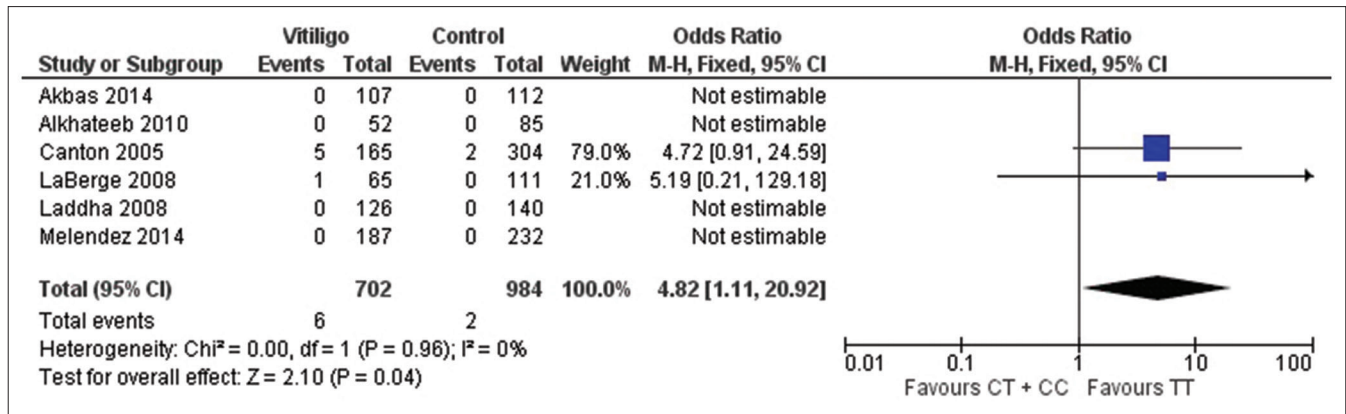 Vitiligo Control Odds Ratio Odds Ratio
Study or Subgroup Events Total Events Total Weight M-H, Fixed, 95% CI M-H, Fixed, 95% CI
Akbas 2014 0 107 0 112 Not estimable
Alkhateeb 2010 0 52 0 85 Not estimable
Canton 2005 5 165 2 304 79.0% 4.72 [0.91, 24.59]
LaBerge 2008 1 65 0 111 21.0% 5.19 [0.21, 129.18]
Laddha 2008 0 126 0 140 Not estimable
Melendez 2014 0 187 0 232 Not estimable
Total (95% CI) 702 984 100.0% 4.82 [1.11, 20.92]
Total events 6 2
Heterogeneity: Chi² = 0.00, df = 1 (P = 0.96); I² = 0%
Test for overall effect: Z = 2.10 (P = 0.04)
0.01 0.1 1 10 100
Favours CT + CC Favours TT